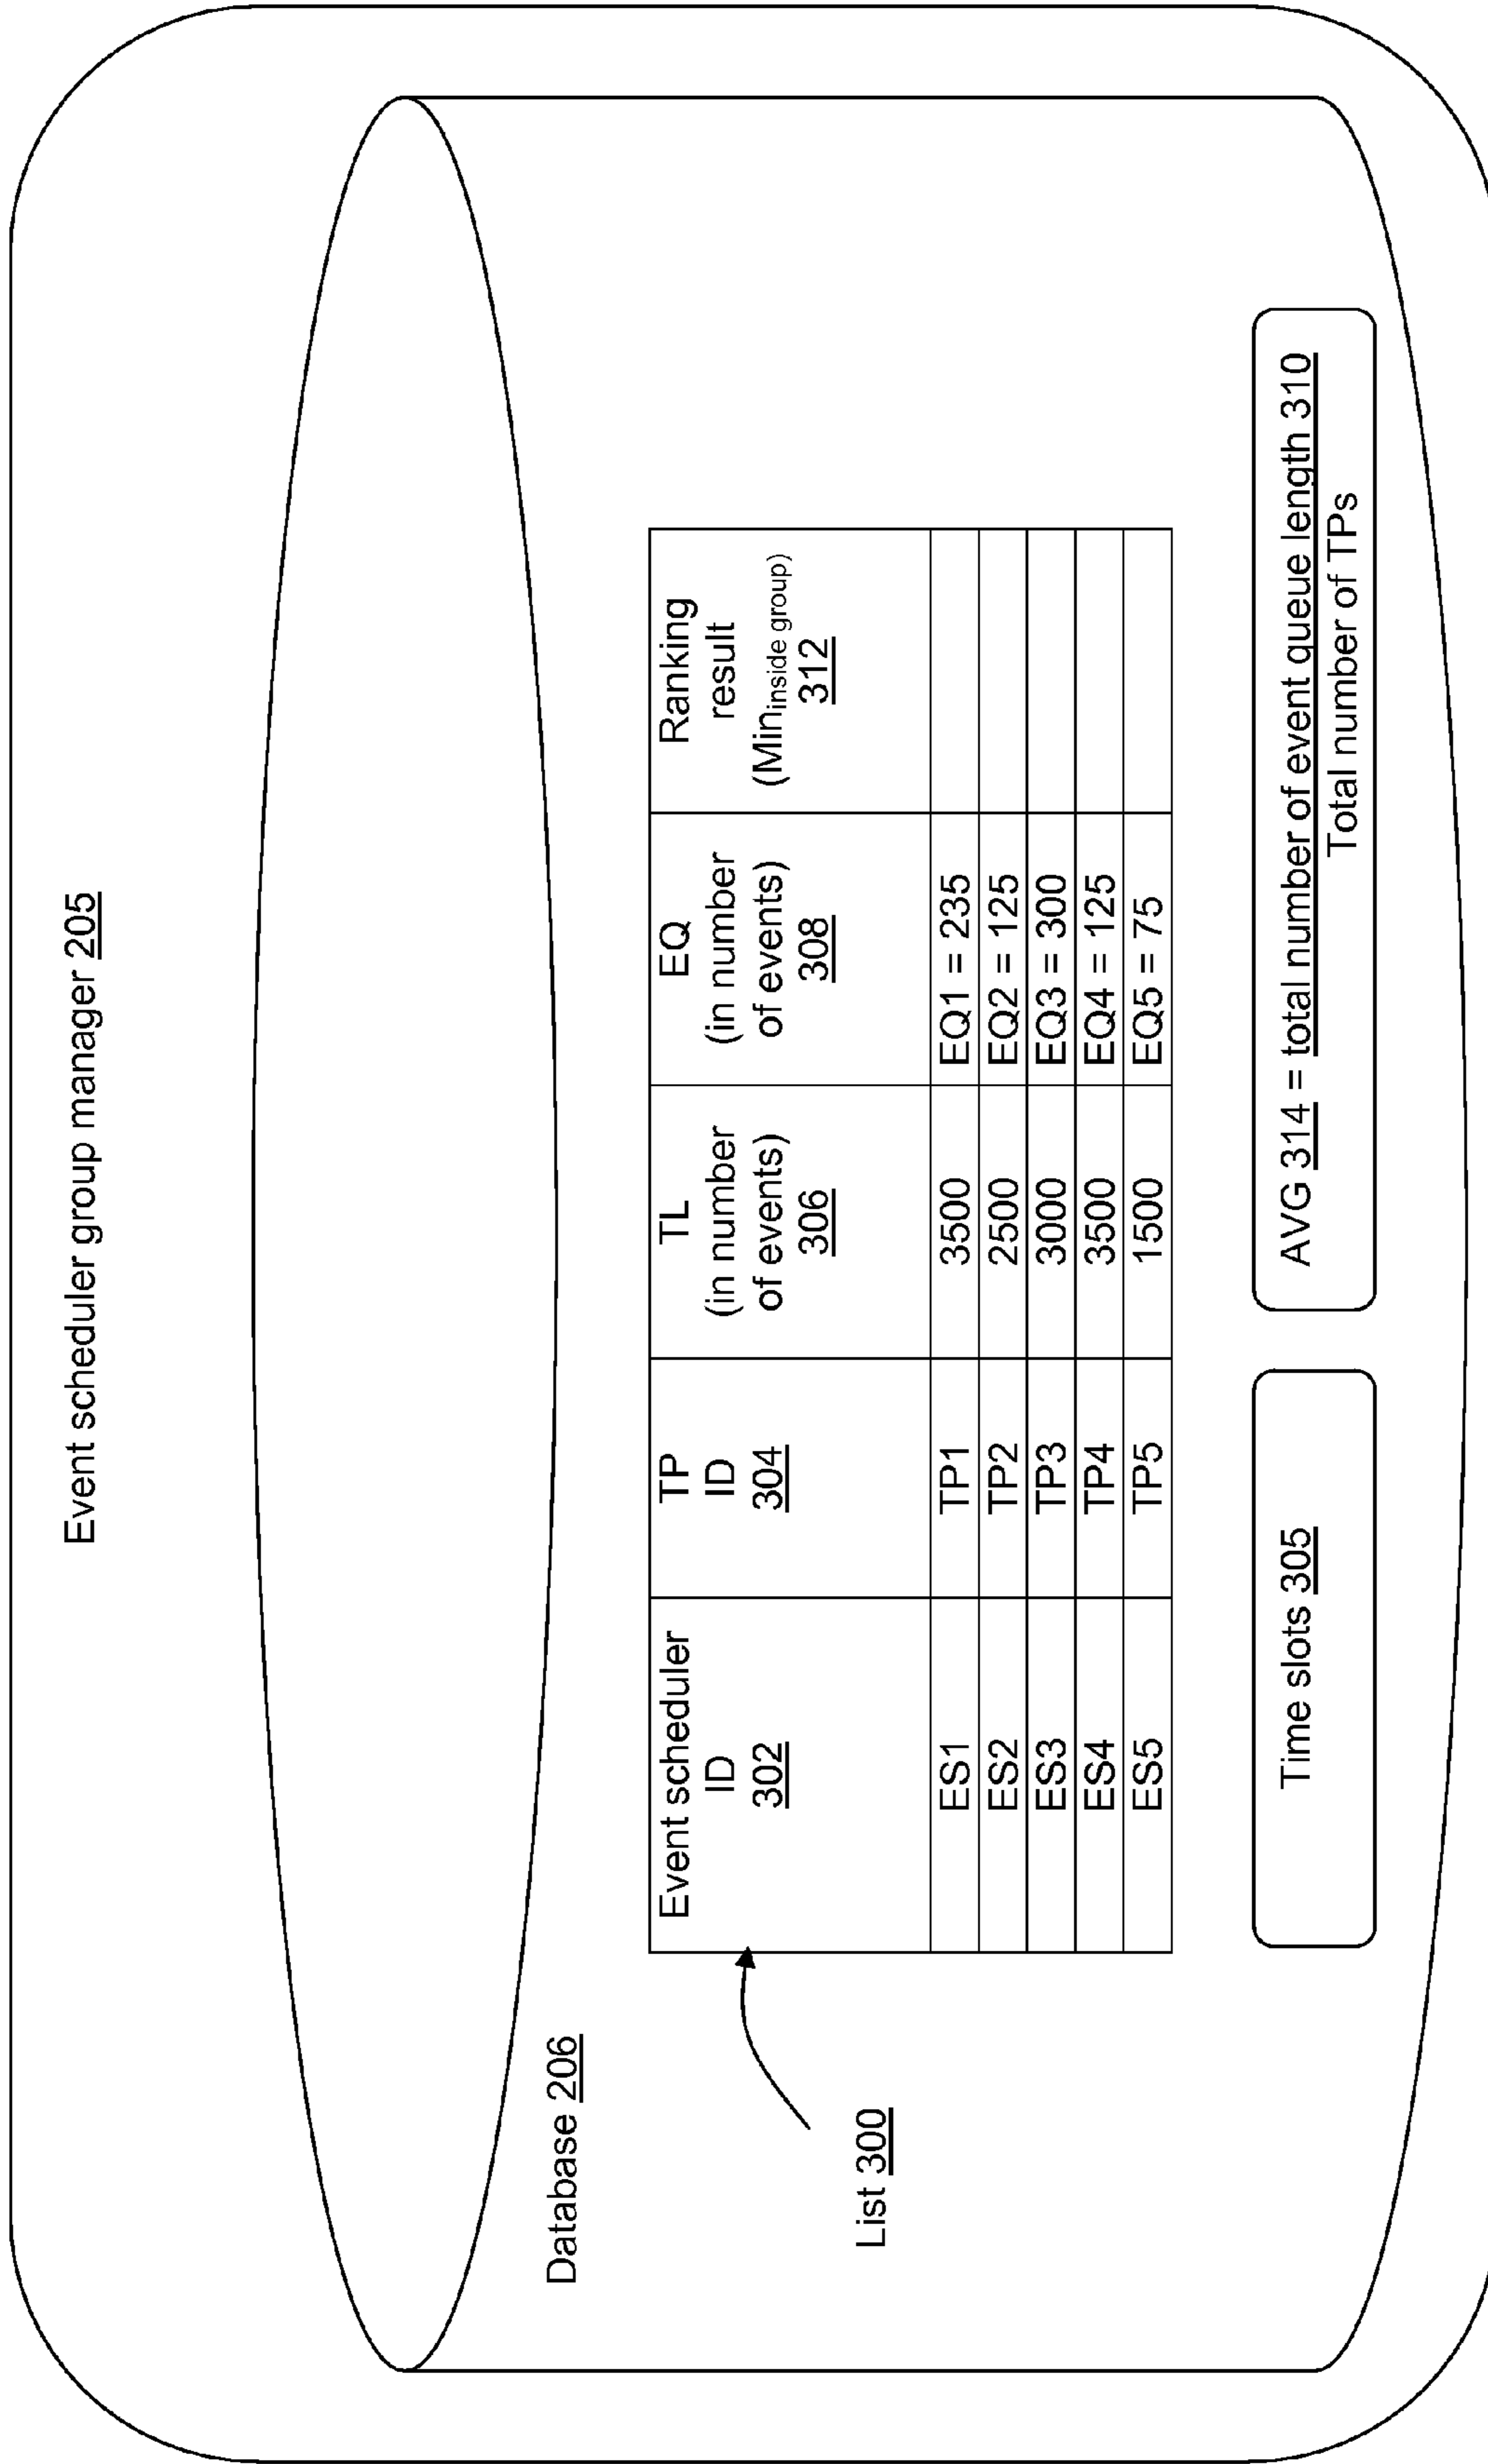 Event scheduler group manager 205
Database 206
List 300
Event scheduler ID 302
TP ID 304
TL (in number of events) 306
EQ (in number of events) 308
Ranking result (Mininside group) 312
ES1 TP1 3500 EQ1 = 235
ES2 TP2 2500 EQ2 = 125
ES3 TP3 3000 EQ3 = 300
ES4 TP4 3500 EQ4 = 125
ES5 TP5 1500 EQ5 = 75
Time slots 305
AVG 314 = total number of event queue length 310
Total number of TPs